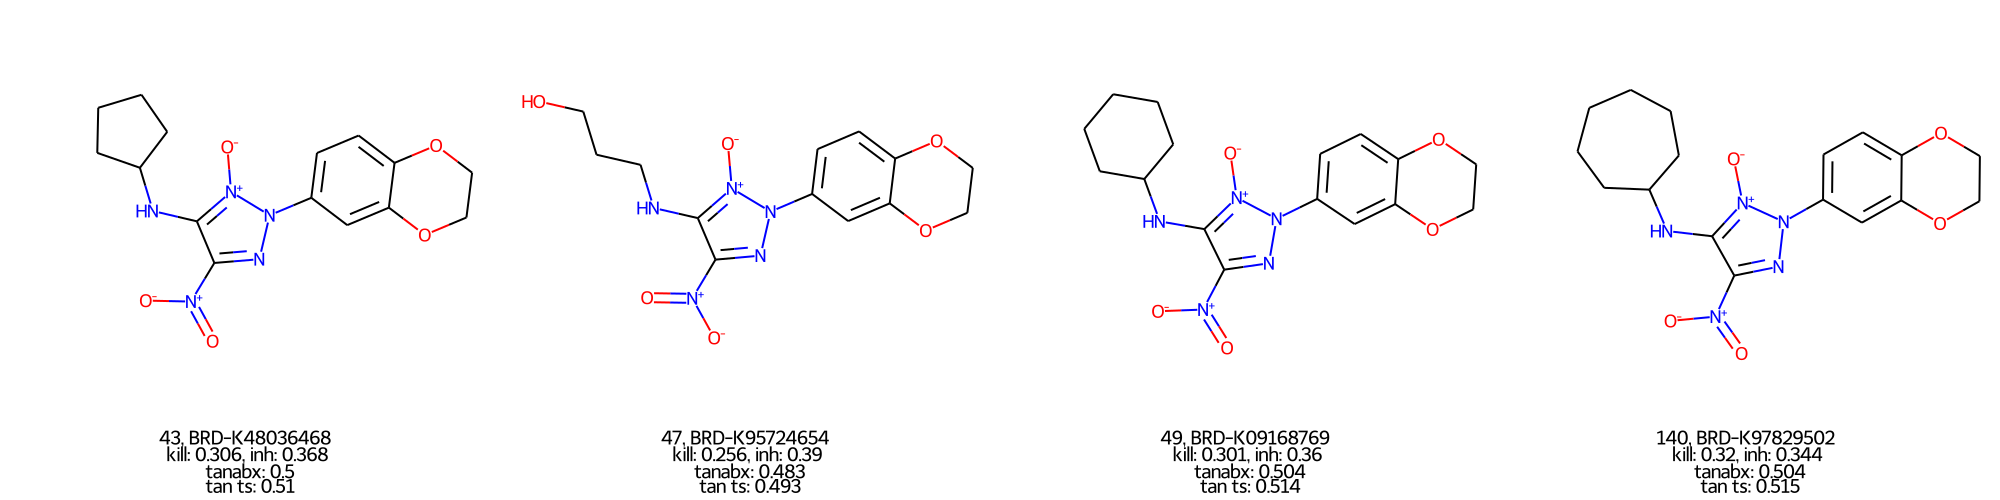 HO
O⁻
O⁻
O⁻
O⁻
O
O
O
O
N⁺
N⁺
N⁺
N⁺
HN
N
HN
N
HN
N
HN
N
O
O
O
O
N
N
N
N
O⁻
N⁺
O
N⁺
O⁻
N⁺
O⁻
N⁺
O
O⁻
O
O
43, BRD-K48036468
kill: 0.306, inh: 0.368
tanabx: 0.5
tan ts: 0.51
47, BRD-K95724654
kill: 0.256, inh: 0.39
tanabx: 0.483
tan ts: 0.493
49, BRD-K09168769
kill: 0.301, inh: 0.36
tanabx: 0.504
tan ts: 0.514
140, BRD-K97829502
kill: 0.32, inh: 0.344
tanabx: 0.504
tan ts: 0.515